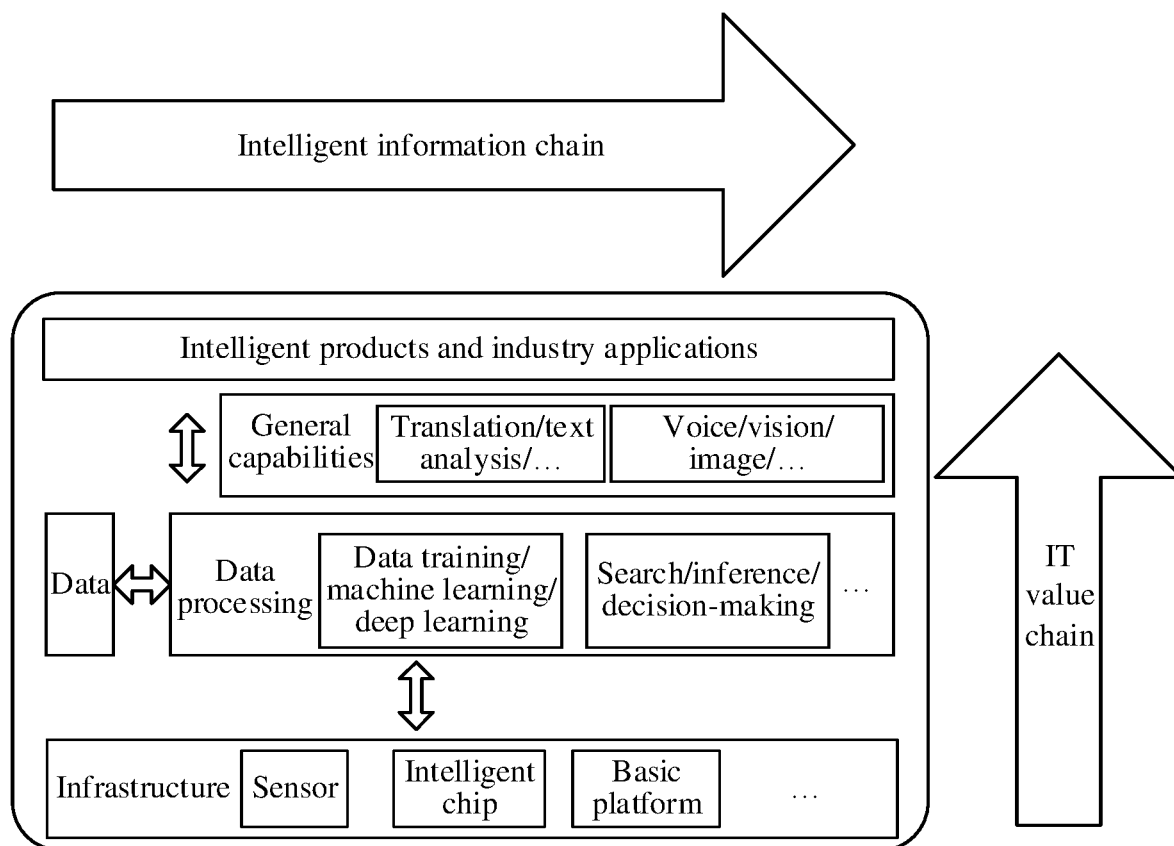 Intelligent information chain
Intelligent products and industry applications
General
capabilities
Translation/text
analysis/…
Voice/vision/
image/…
Data
Data
processing
Data training/
machine learning/
deep learning
Search/inference/
decision-making
…
Infrastructure
Sensor
Intelligent
chip
Basic
platform
…
IT
value
chain